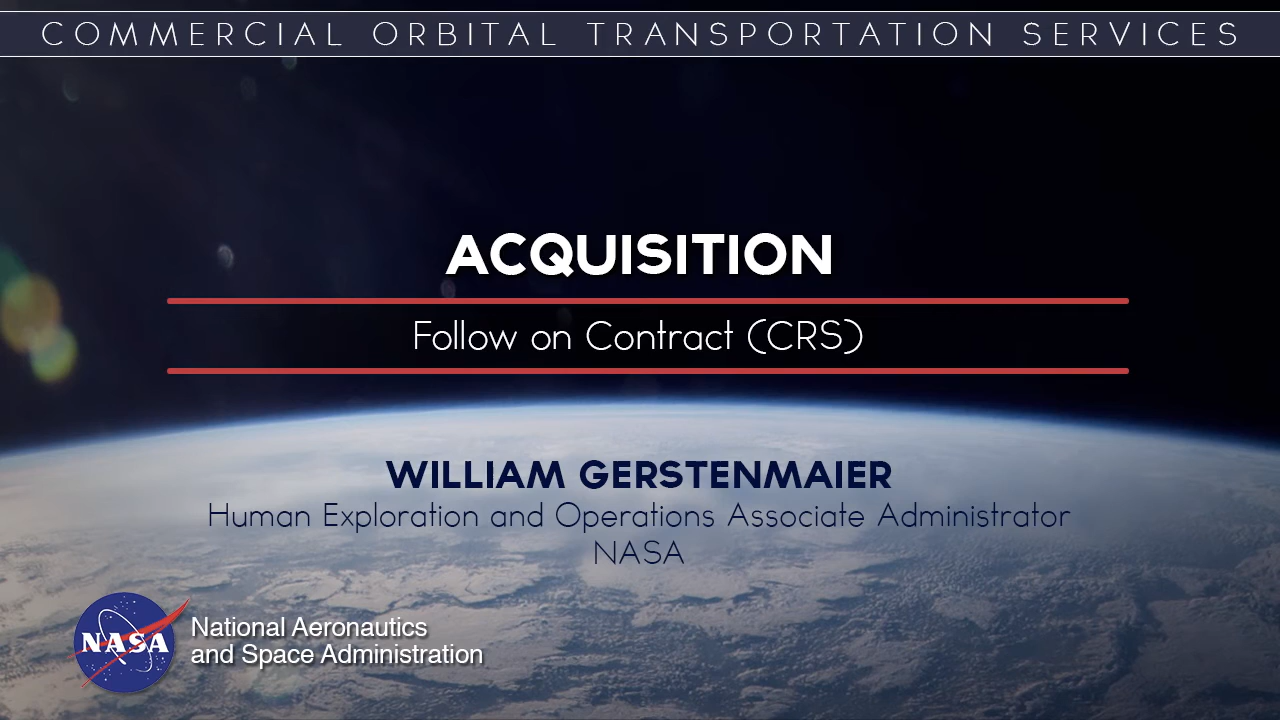 COMMERCIAL ORBITAL TRANSPORTATION SERVICES
ACQUISITION
Follow on Contract (CRS)
WILLIAM GERSTENMAIER
Human Exploration and Operations Associate Administrator
NASA
NASA
National Aeronautics
and Space Administration